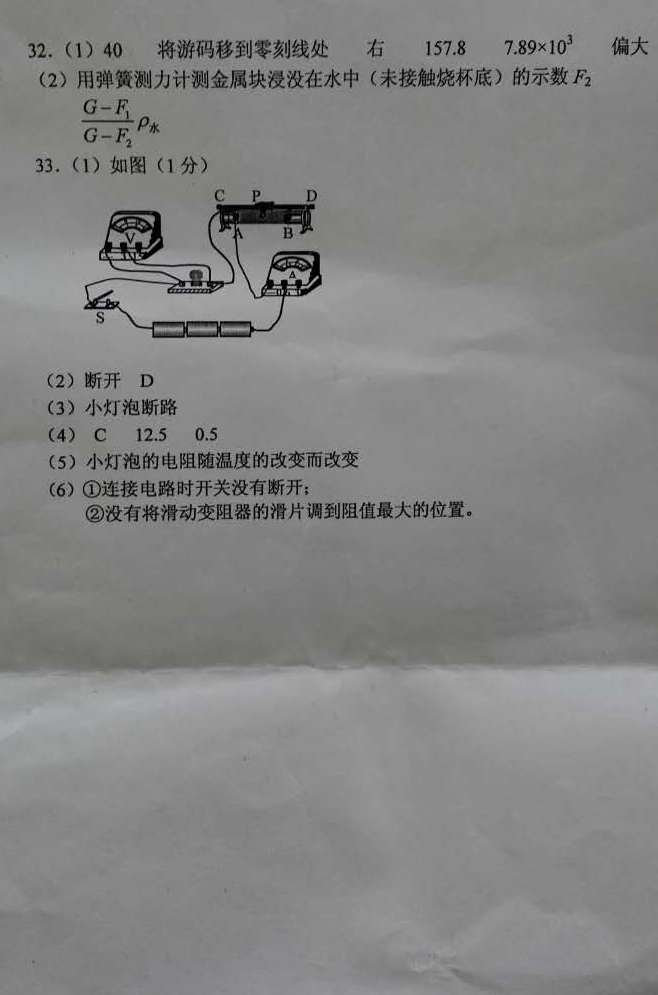 32.（1）40 将游码移到零刻线处 右 157.8 7.89×10³ 偏大
（2）用弹簧测力计测金属块浸没在水中（未接触烧杯底）的示数 F₂
(G－F₁)/(G－F₂) ρ水
33.（1）如图（1 分）
C P D
V A B A
S
（2）断开 D
（3）小灯泡断路
（4） C 12.5 0.5
（5）小灯泡的电阻随温度的改变而改变
（6）①连接电路时开关没有断开；
②没有将滑动变阻器的滑片调到阻值最大的位置。